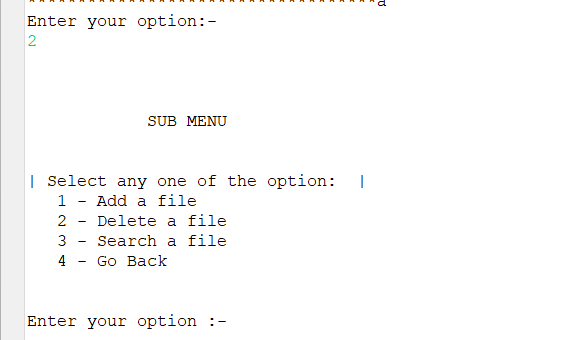 Enter your option:-
2
SUB MENU
| Select any one of the option:  |
1 - Add a file
2 - Delete a file
3 - Search a file
4 - Go Back
Enter your option :-